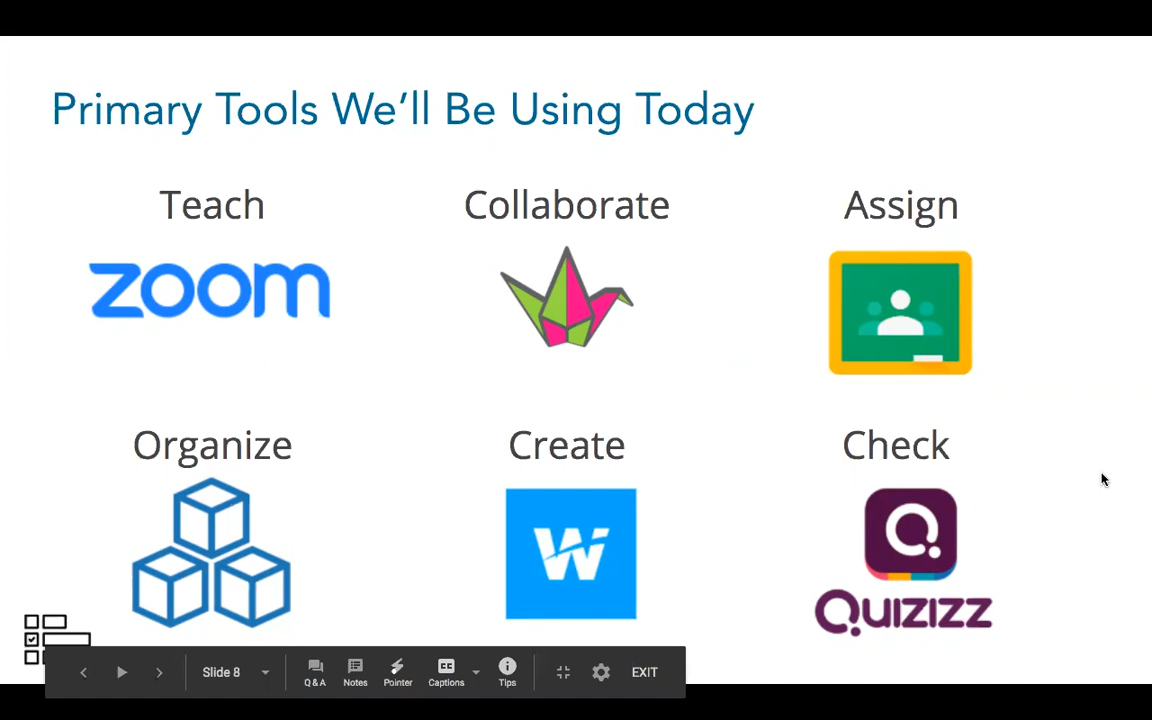 Primary Tools We'll Be Using Today
Teach
Collaborate
Assign
zoom
Organize
Create
Check
W
Q
Quizizz
Slide 8
Q & A
Notes
Pointer
CC
Captions
Tips
EXIT